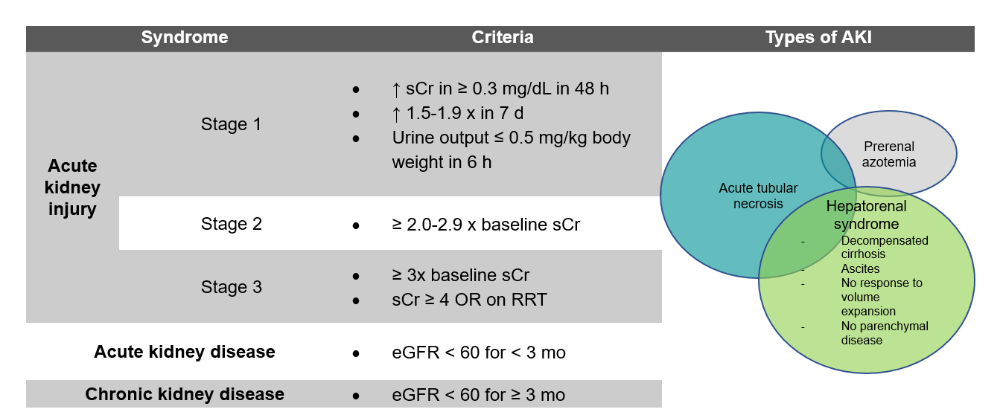 Syndrome
Criteria
Types of AKI
Acute
kidney
injury
Stage 1
● ↑ sCr in ≥ 0.3 mg/dL in 48 h
● ↑ 1.5-1.9 x in 7 d
● Urine output ≤ 0.5 mg/kg body
weight in 6 h
Stage 2
● ≥ 2.0-2.9 x baseline sCr
Stage 3
● ≥ 3x baseline sCr
● sCr ≥ 4 OR on RRT
Acute kidney disease
● eGFR < 60 for < 3 mo
Chronic kidney disease
● eGFR < 60 for ≥ 3 mo
Acute tubular
necrosis
Prerenal
azotemia
Hepatorenal
syndrome
- Decompensated
cirrhosis
- Ascites
- No response to
volume
expansion
- No parenchymal
disease